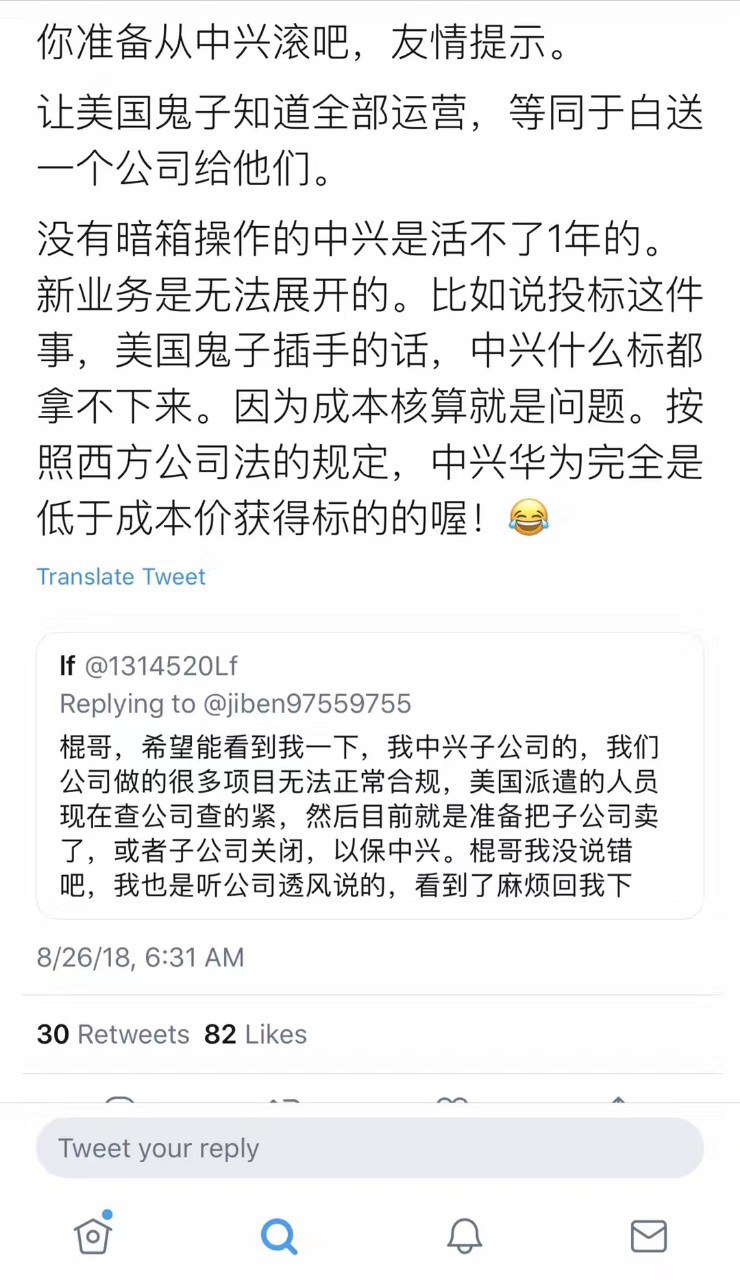 你准备从中兴滚吧，友情提示。
让美国鬼子知道全部运营，等同于白送
一个公司给他们。
没有暗箱操作的中兴是活不了1年的。
新业务是无法展开的。比如说投标这件
事，美国鬼子插手的话，中兴什么标都
拿不下来。因为成本核算就是问题。按
照西方公司法的规定，中兴华为完全是
低于成本价获得标的的喔！😂
Translate Tweet
lf @1314520Lf
Replying to @jiben97559755
棍哥，希望能看到我一下，我中兴子公司的，我们
公司做的很多项目无法正常合规，美国派遣的人员
现在查公司查的紧，然后目前就是准备把子公司卖
了，或者子公司关闭，以保中兴。棍哥我没说错
吧，我也是听公司透风说的，看到了麻烦回我下
8/26/18, 6:31 AM
30 Retweets 82 Likes
Tweet your reply